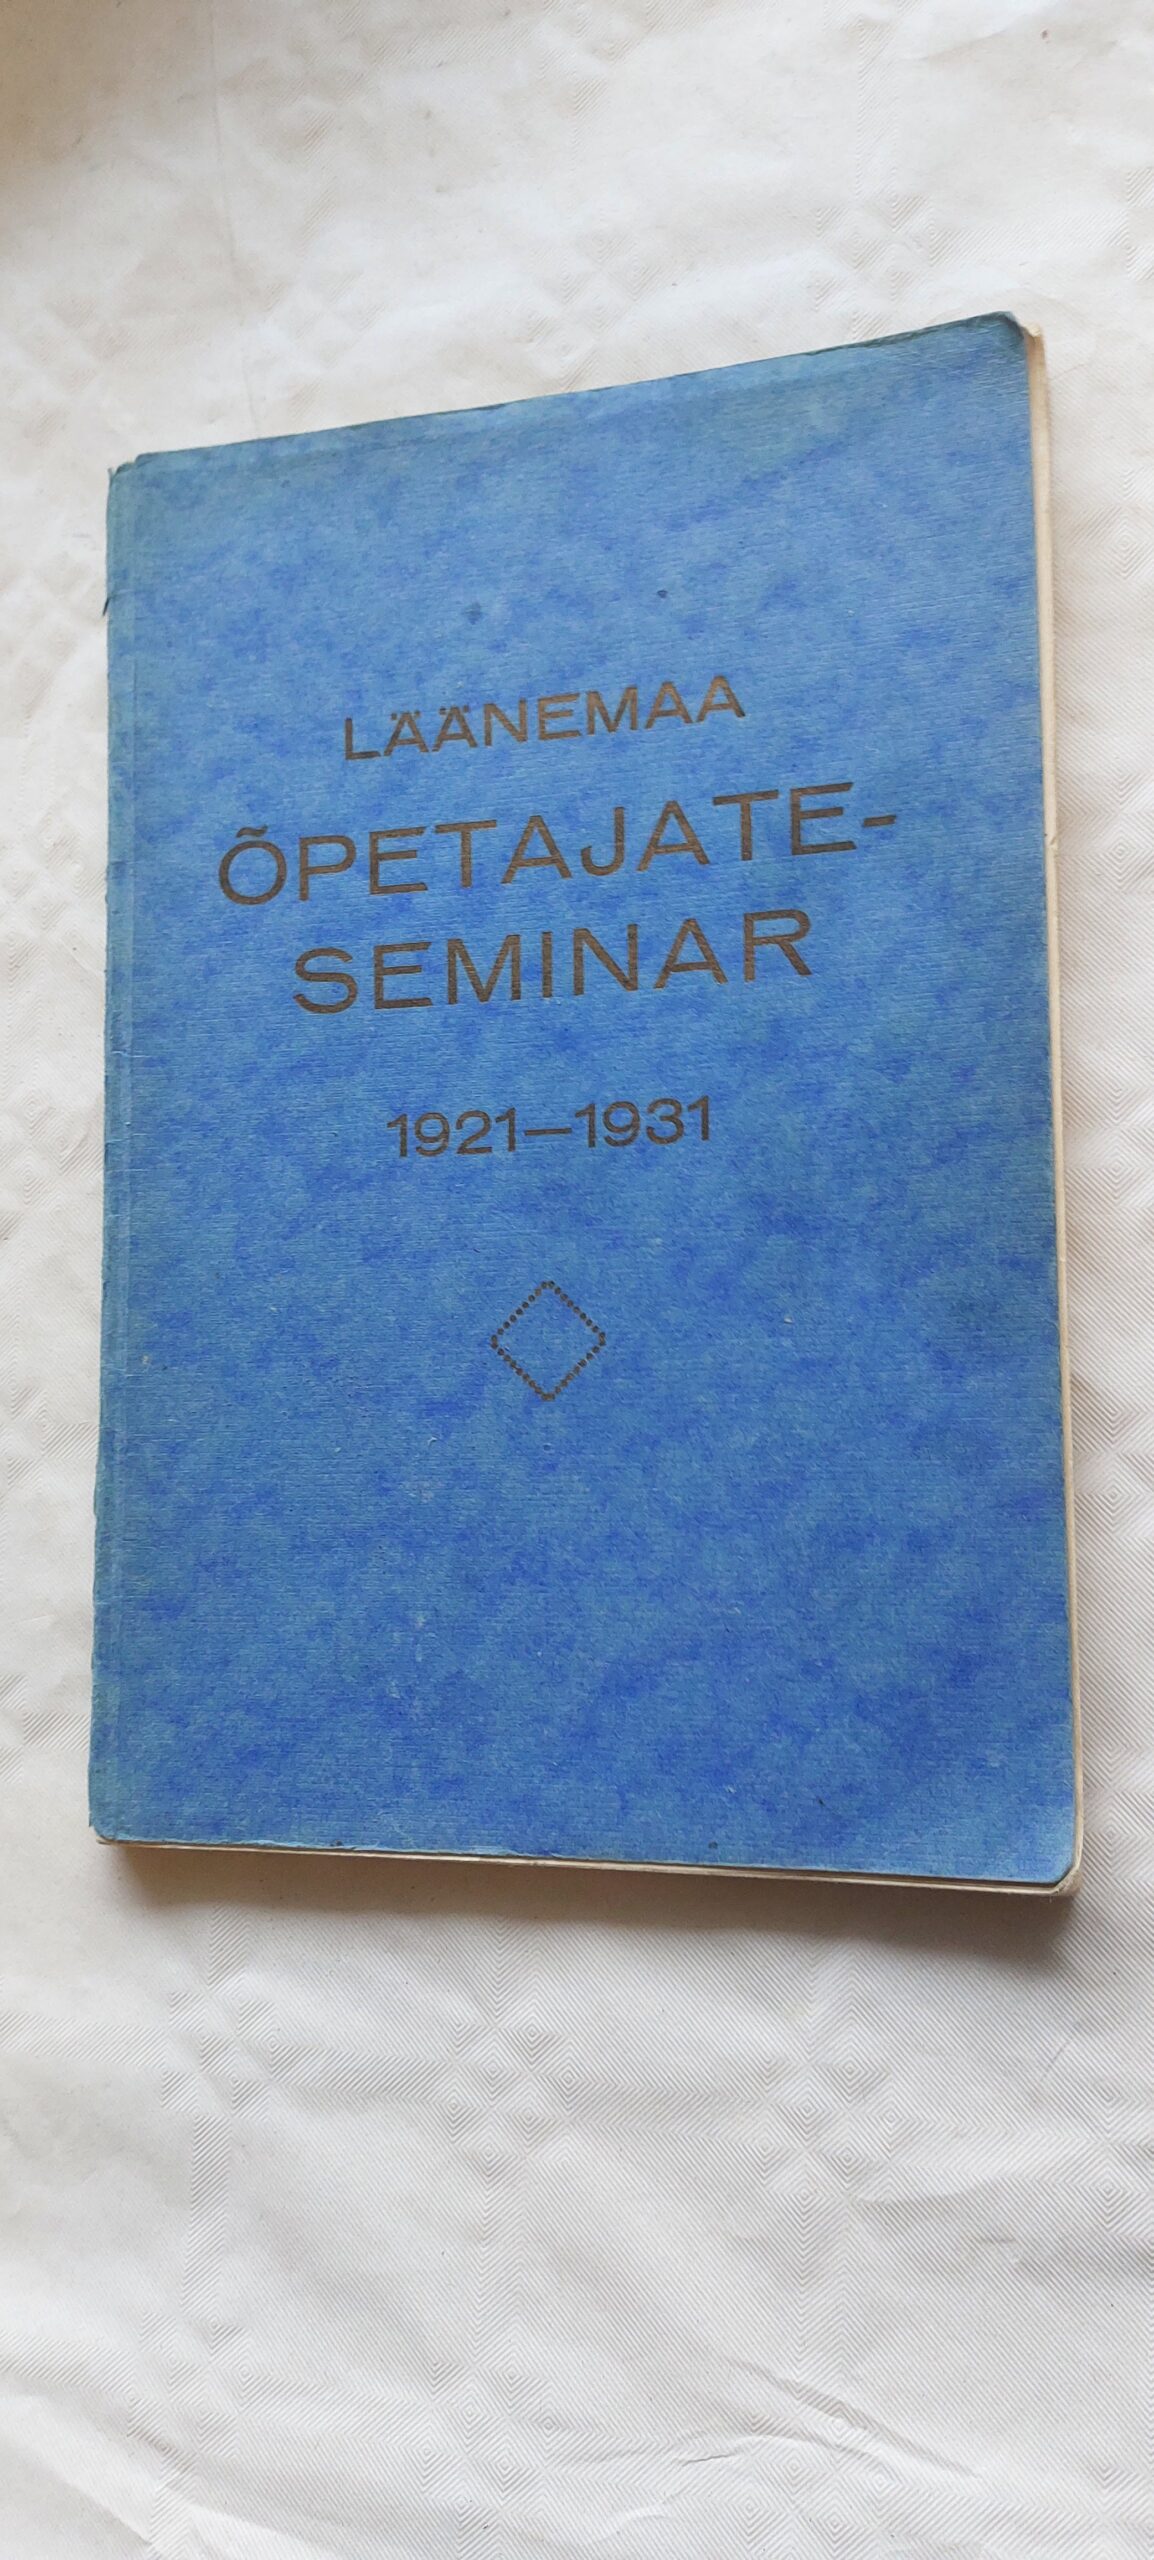 LÄÄNEMAA
ÕPETAJATE-
SEMINAR
1921—1931